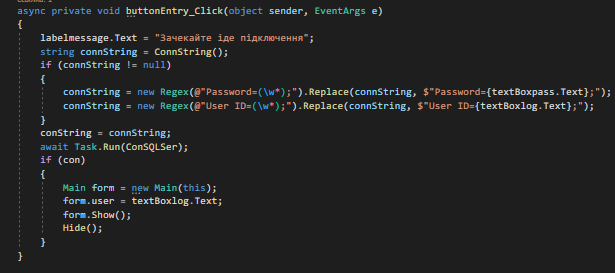 async private void buttonEntry_Click(object sender, EventArgs e)
{
labelmessage.Text = "Зачекайте іде підключення";
string connString = ConnString();
if (connString != null)
{
connString = new Regex(@"Password=(\w*);").Replace(connString, $"Password={textBoxpass.Text};");
connString = new Regex(@"User ID=(\w*);").Replace(connString, $"User ID={textBoxlog.Text};");
}
conString = connString;
await Task.Run(ConSQLSer);
if (con)
{
Main form = new Main(this);
form.user = textBoxlog.Text;
form.Show();
Hide();
}
}